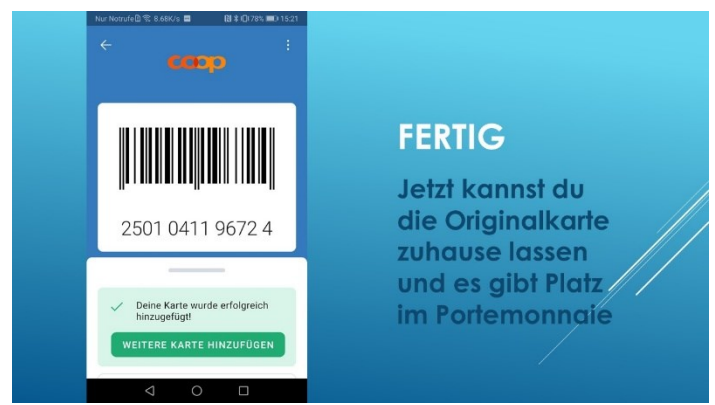 Nur Notrufe 8.68K/s 78% 15:21
coop
2501 0411 9672 4
Deine Karte wurde erfolgreich
hinzugefügt!
WEITERE KARTE HINZUFÜGEN
FERTIG
Jetzt kannst du
die Originalkarte
zuhause lassen
und es gibt Platz
im Portemonnaie